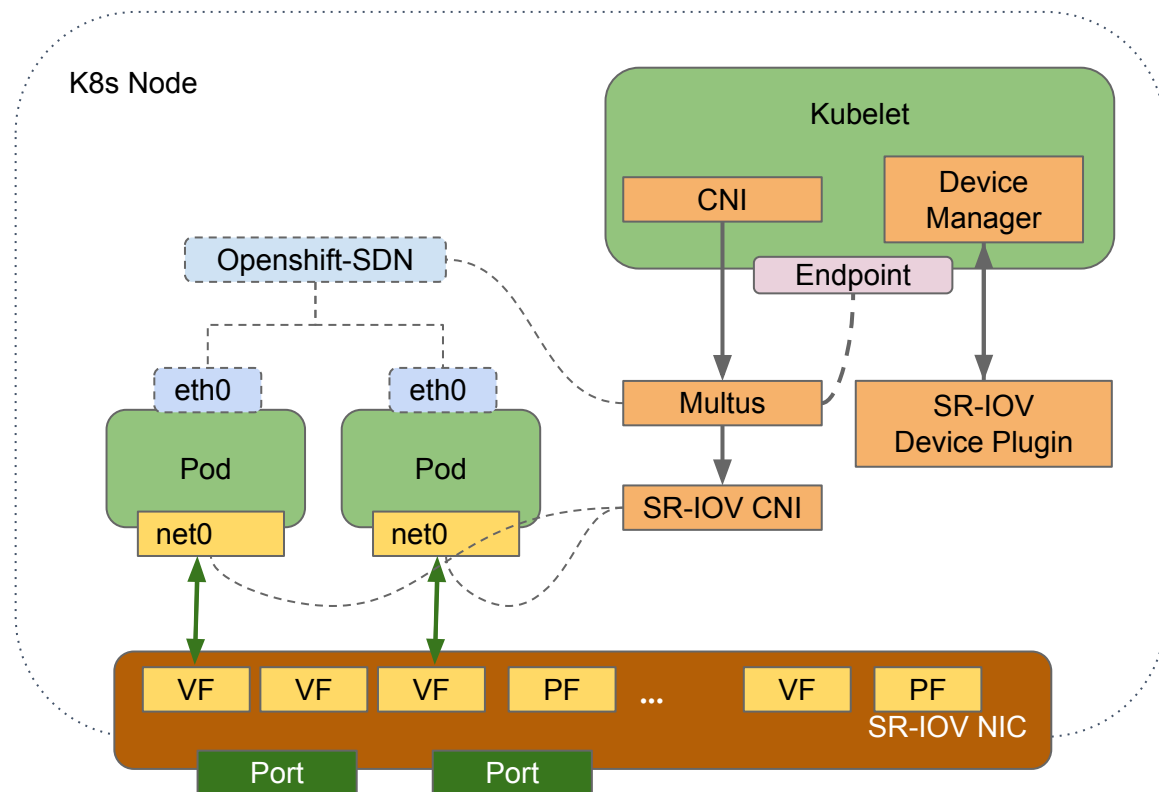 K8s Node
Kubelet
CNI
Device
Manager
Openshift-SDN
Endpoint
eth0
eth0
Multus
SR-IOV
Device Plugin
Pod
Pod
SR-IOV CNI
net0
net0
VF
VF
VF
PF
...
VF
PF
SR-IOV NIC
Port
Port